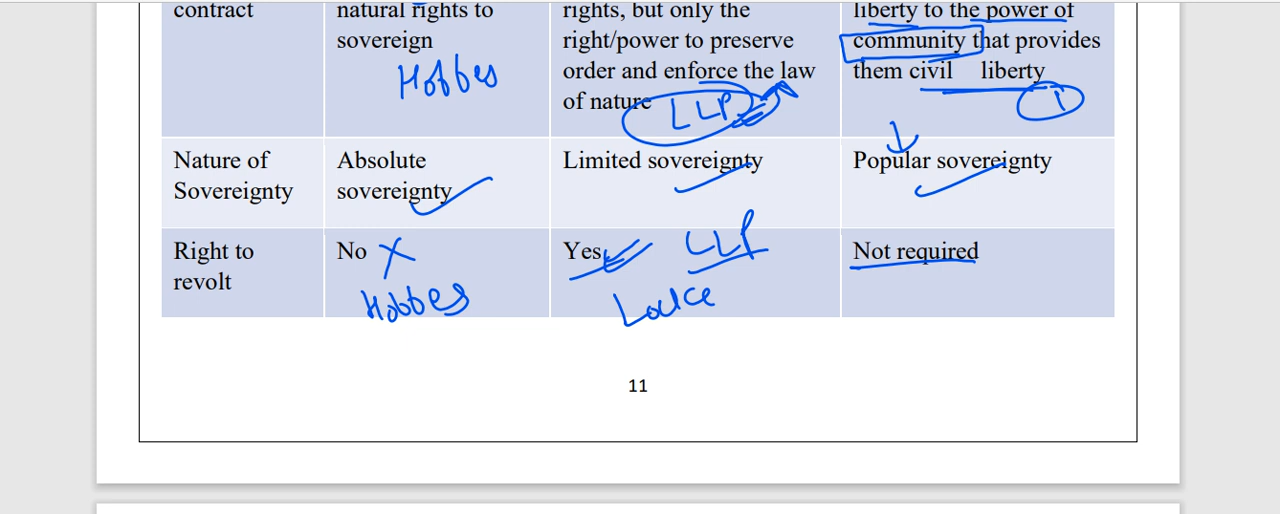 contract
natural rights to
sovereign
Hobbes
rights, but only the
right/power to preserve
order and enforce the law
of nature
LLP
liberty to the power of
community that provides
them civil liberty
1
Nature of
Sovereignty
Absolute
sovereignty
Limited sovereignty
Popular sovereignty
Right to
revolt
No
Hobbes
Yes
LLP
Not required
11